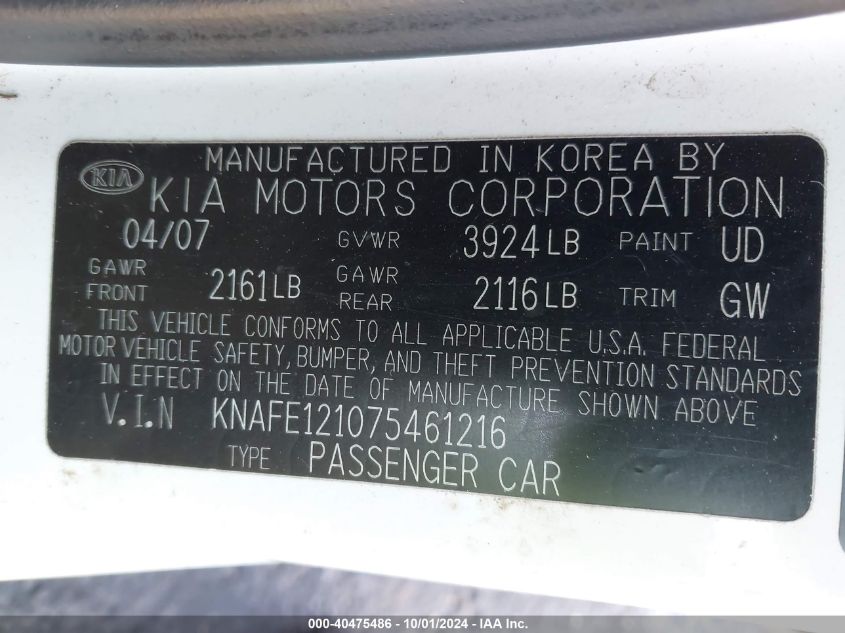 MANUFACTURED IN KOREA BY
KIA KIA MOTORS CORPORATION
04/07 GVWR 3924LB PAINT UD
GAWR FRONT 2161LB GAWR REAR 2116LB TRIM GW
THIS VEHICLE CONFORMS TO ALL APPLICABLE U.S.A. FEDERAL
MOTOR VEHICLE SAFETY, BUMPER, AND THEFT PREVENTION STANDARDS
IN EFFECT ON THE DATE OF MANUFACTURE SHOWN ABOVE
V.I.N KNAFE121075461216
TYPE PASSENGER CAR
000-40475486 - 10/01/2024 - IAA Inc.